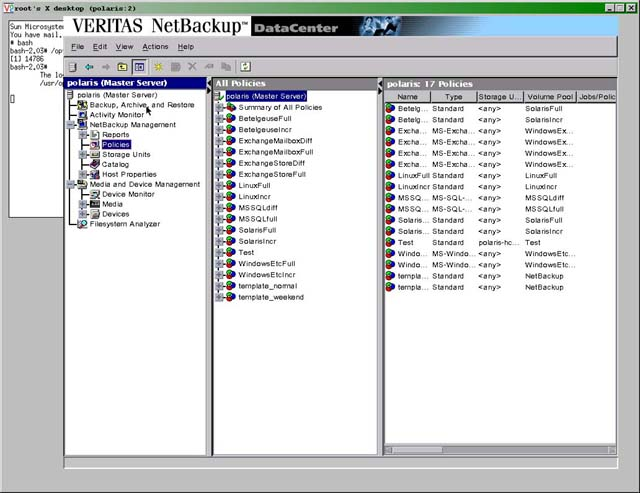 root's X desktop (polaris:2)
Sun Microsystems
You have mail.
# bash
bash-2.03# /op
[1] 14786
bash-2.03#
The lo
/usr/o
VERITAS NetBackup™ DataCenter
File Edit View Actions Help
polaris (Master Server)
polaris (Master Server)
Backup, Archive, and Restore
Activity Monitor
NetBackup Management
Reports
Policies
Storage Units
Catalog
Host Properties
Media and Device Management
Device Monitor
Media
Devices
Filesystem Analyzer
All Policies
polaris (Master Server)
Summary of All Policies
BetelgeuseFull
BetelgeuseIncr
ExchangeMailboxDiff
ExchangeMailboxFull
ExchangeStoreDiff
ExchangeStoreFull
LinuxFull
LinuxIncr
MSSQLdiff
MSSQLfull
SolarisFull
SolarisIncr
Test
WindowsEtcFull
WindowsEtcIncr
template_normal
template_weekend
polaris: 17 Policies
Name Type Storage U... Volume Pool Jobs/Polic
Betelg... Standard <any> SolarisFull
Betelg... Standard <any> SolarisIncr
Excha... MS-Excha... <any> WindowsEx...
Excha... MS-Excha... <any> WindowsEx...
Excha... MS-Excha... <any> WindowsEx...
Excha... MS-Excha... <any> WindowsEx...
LinuxFull Standard <any> LinuxFull
LinuxIncr Standard <any> LinuxIncr
MSSQ... MS-SQL-... <any> MSSQLdiff
MSSQ... MS-SQL-... <any> MSSQLfull
Solaris... Standard <any> SolarisFull
Solaris... Standard <any> SolarisIncr
Test Standard polaris-hc... Test
Windo... MS-Windo... <any> WindowsEtc...
Windo... MS-Windo... <any> WindowsEtc...
templa... Standard <any> NetBackup
templa... Standard <any> NetBackup